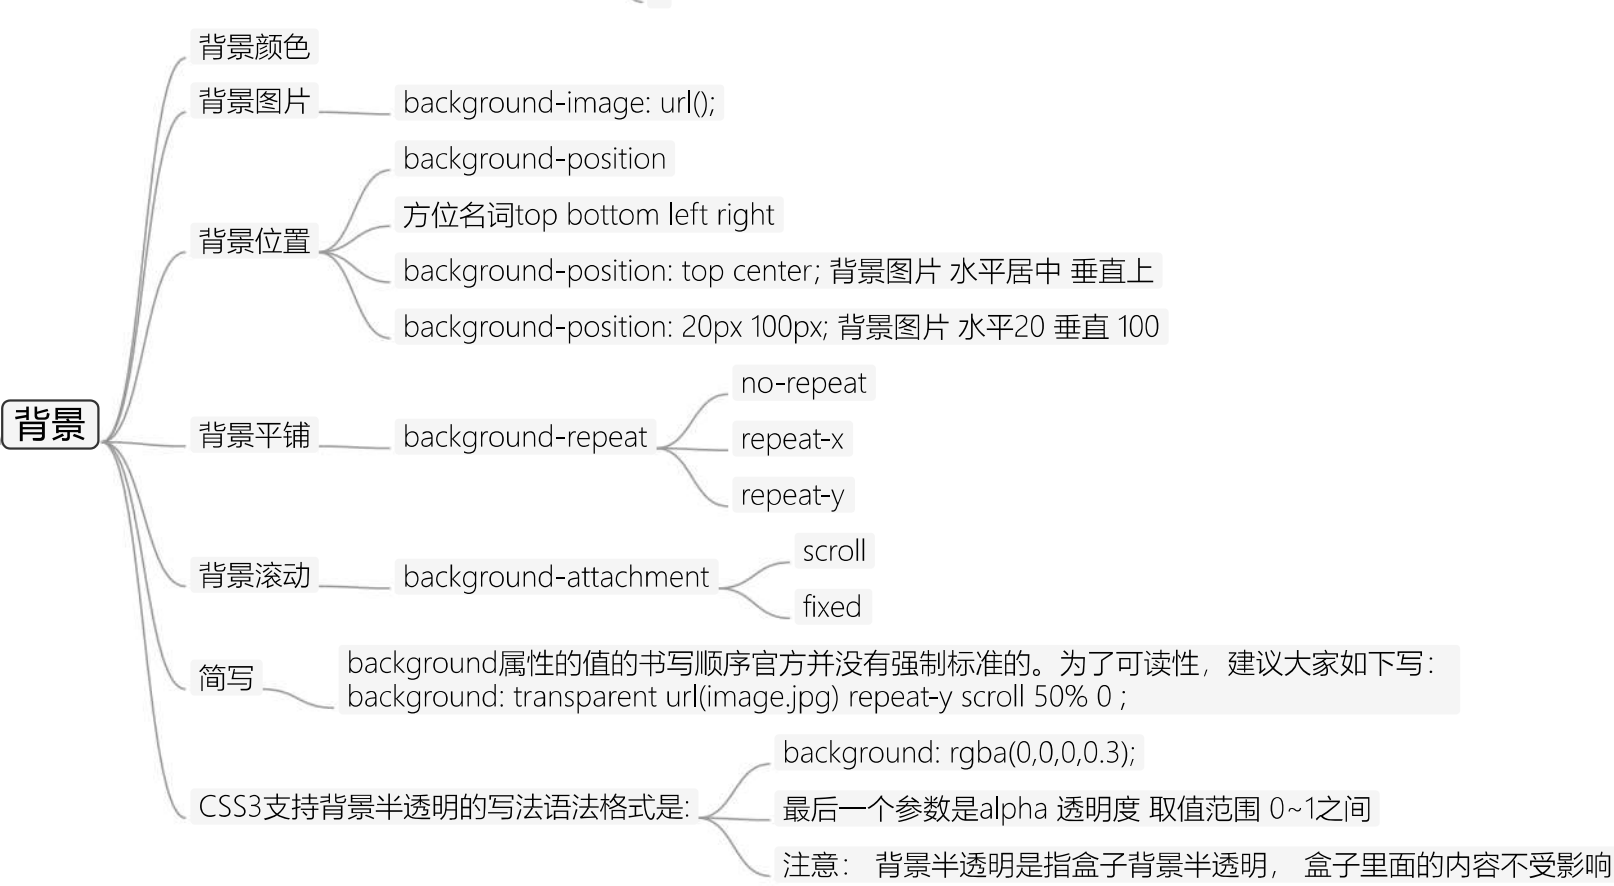 背景颜色
背景图片
background-image: url();
background-position
方位名词top bottom left right
背景位置
background-position: top center; 背景图片 水平居中 垂直上
background-position: 20px 100px; 背景图片 水平20 垂直 100
no-repeat
背景
背景平铺
background-repeat
repeat-x
repeat-y
scroll
背景滚动
background-attachment
fixed
简写
background属性的值的书写顺序官方并没有强制标准的。为了可读性，建议大家如下写：
background: transparent url(image.jpg) repeat-y scroll 50% 0 ;
background: rgba(0,0,0,0.3);
CSS3支持背景半透明的写法语法格式是:
最后一个参数是alpha 透明度 取值范围 0~1之间
注意： 背景半透明是指盒子背景半透明， 盒子里面的内容不受影响